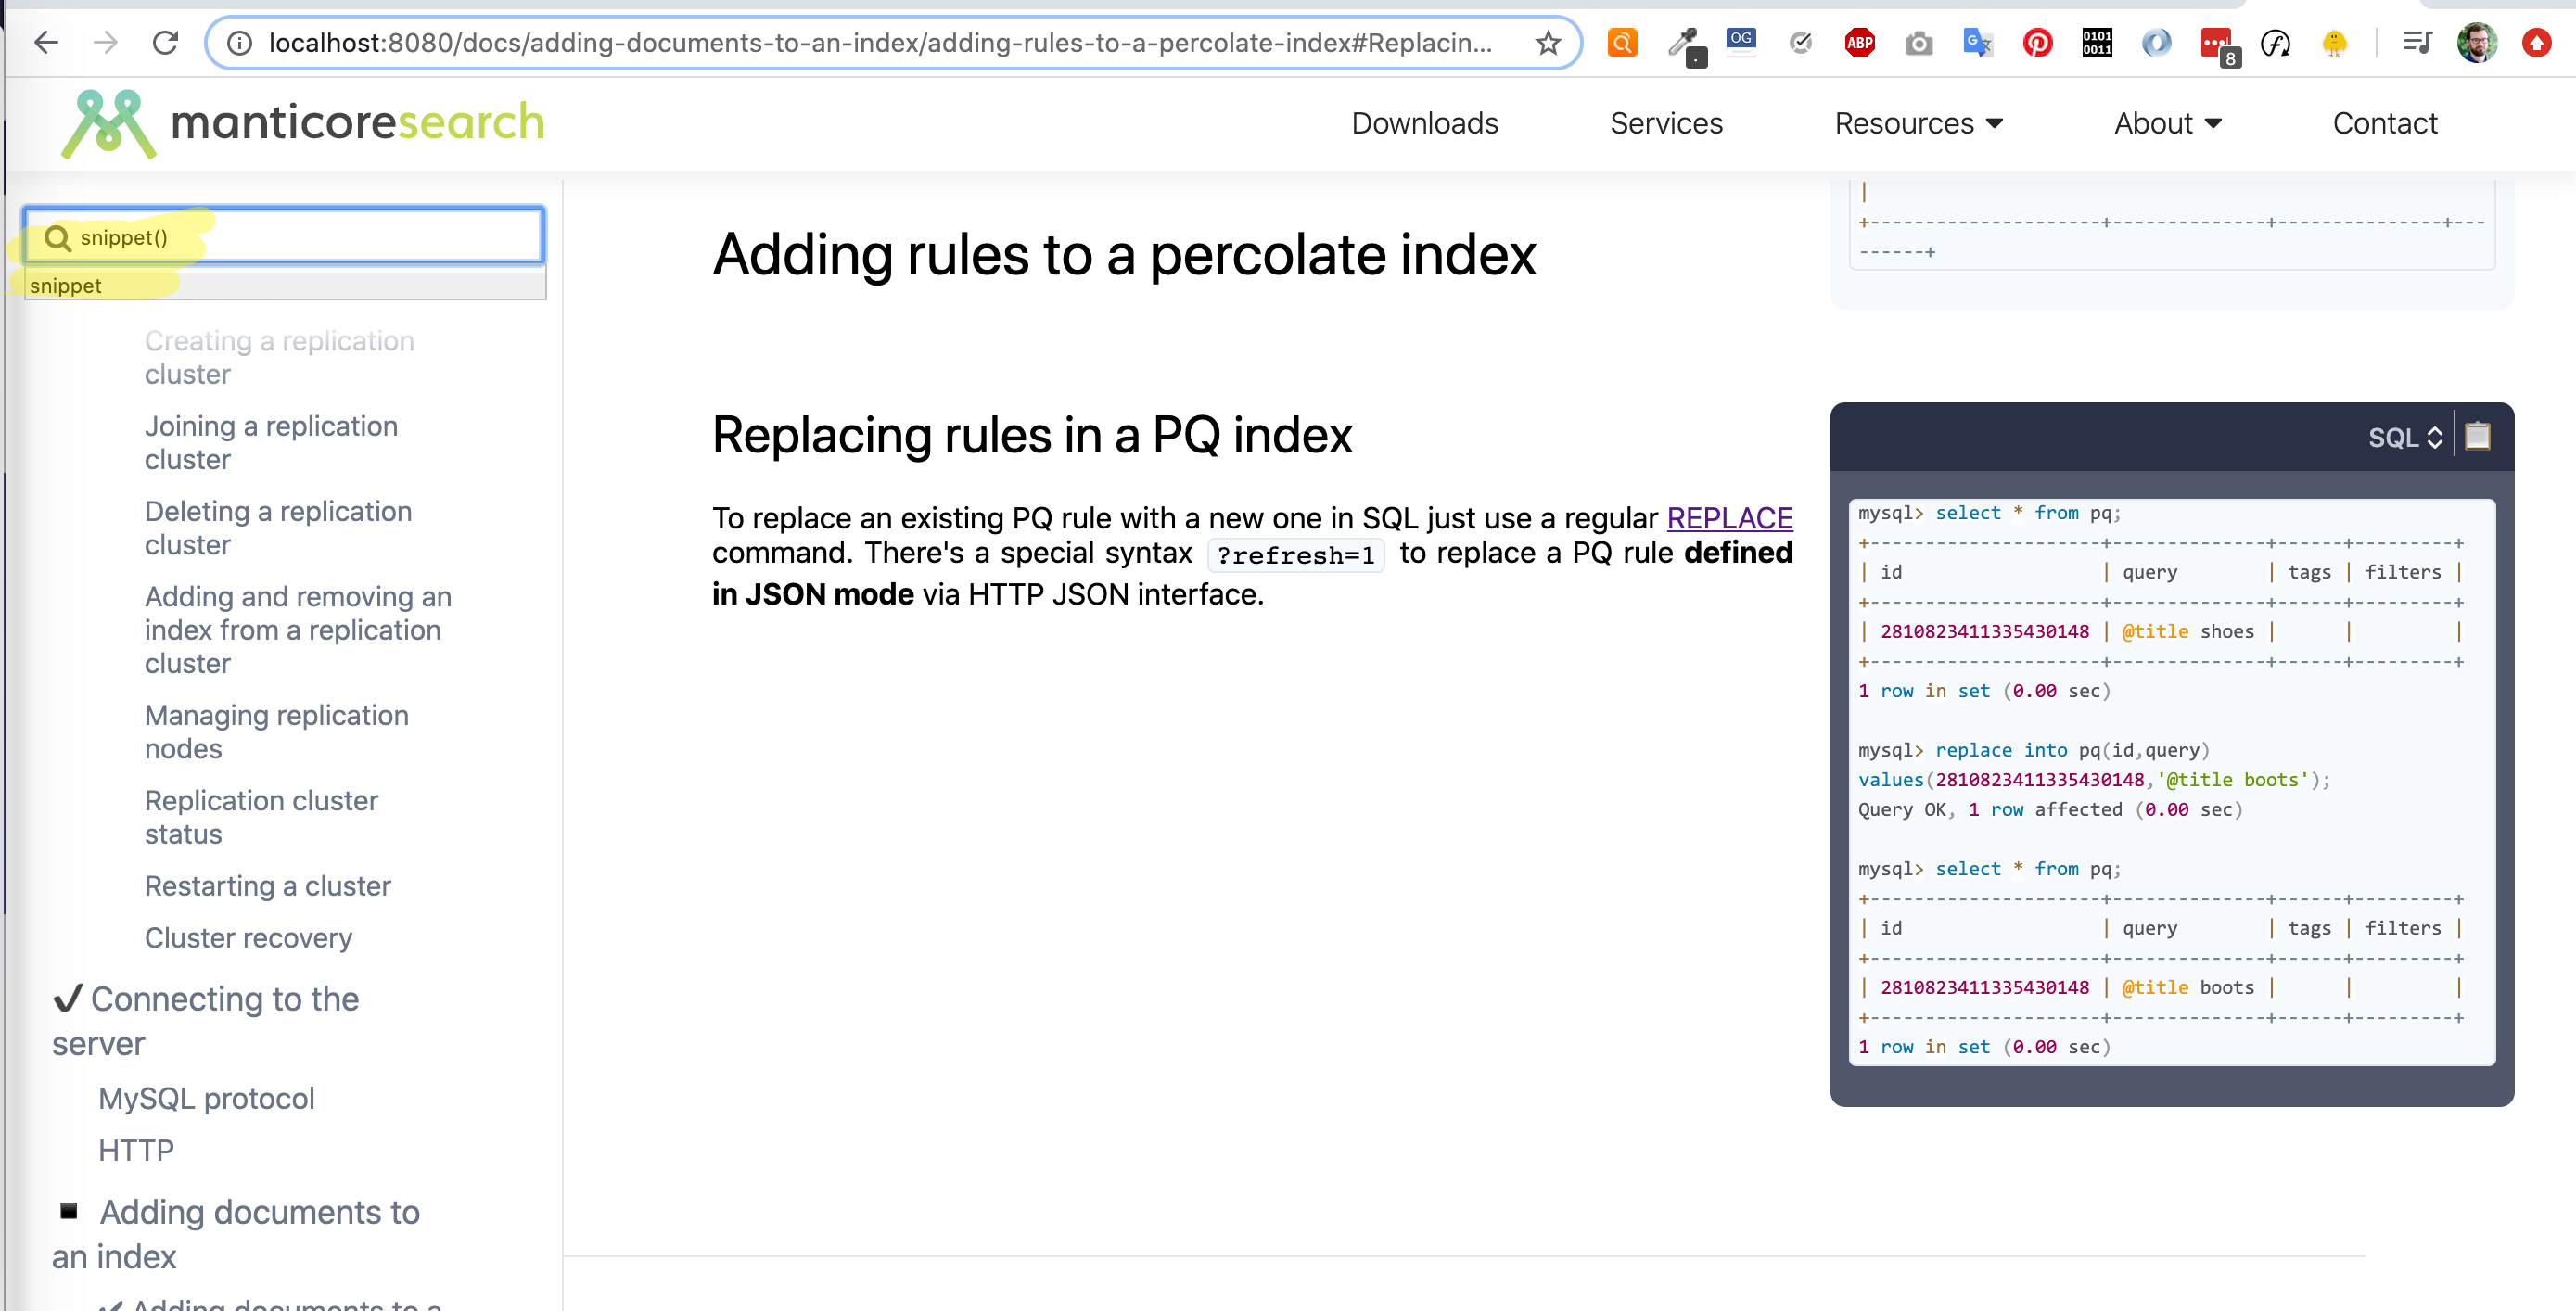 localhost:8080/docs/adding-documents-to-an-index/adding-rules-to-a-percolate-index#Replacin...
OG
ABP
G
0101
0011
8
manticoresearch
Downloads
Services
Resources
About
Contact
snippet()
snippet
Creating a replication
cluster
Joining a replication
cluster
Deleting a replication
cluster
Adding and removing an
index from a replication
cluster
Managing replication
nodes
Replication cluster
status
Restarting a cluster
Cluster recovery
✔ Connecting to the
server
MySQL protocol
HTTP
▪ Adding documents to
an index
✔ Adding documents to a
Adding rules to a percolate index
Replacing rules in a PQ index
To replace an existing PQ rule with a new one in SQL just use a regular REPLACE
command. There's a special syntax ?refresh=1 to replace a PQ rule defined
in JSON mode via HTTP JSON interface.
|
+---------------------+---------------+----------------+---
------+
SQL
mysql> select * from pq;
+---------------------+--------------+------+---------+
| id | query | tags | filters |
+---------------------+--------------+------+---------+
| 2810823411335430148 | @title shoes | | |
+---------------------+--------------+------+---------+
1 row in set (0.00 sec)
mysql> replace into pq(id,query)
values(2810823411335430148,'@title boots');
Query OK, 1 row affected (0.00 sec)
mysql> select * from pq;
+---------------------+--------------+------+---------+
| id | query | tags | filters |
+---------------------+--------------+------+---------+
| 2810823411335430148 | @title boots | | |
+---------------------+--------------+------+---------+
1 row in set (0.00 sec)